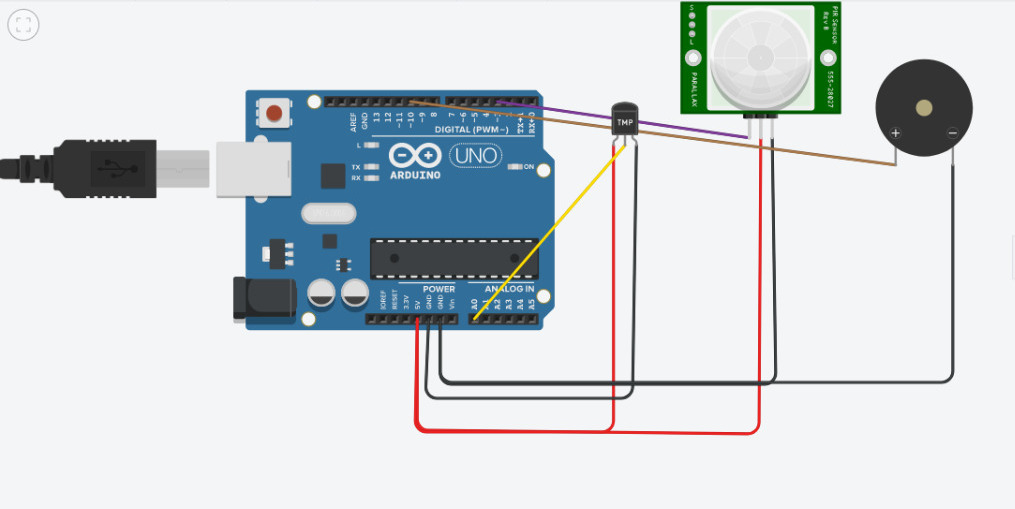 PIR Sensor
Rev B
S
L
PARALLAX
555-28027
AREF
GND
13
12
~11
~10
~9
8
7
~6
~5
4
TX→1
RX←0
DIGITAL (PWM~)
L
TX
RX
ARDUINO
UNO
ON
TMP
+
−
POWER
ANALOG IN
IOREF
RESET
3.3V
5V
GND
GND
Vin
A0
A1
A2
A3
A4
A5